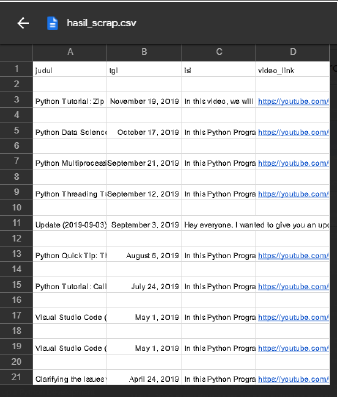 hasil_scrap.csv
A B C D
1 judul tgl isi video_link
2
3 Python Tutorial: Zip November 19, 2019 In this video, we will https://youtube.com/
4
5 Python Data Science October 17, 2019 In this Python Progra https://youtube.com/
6
7 Python Multiprocess September 21, 2019 In this Python Progra https://youtube.com/
8
9 Python Threading T September 12, 2019 In this Python Progra https://youtube.com/
10
11 Update (2019-09-03) September 3, 2019 Hey everyone. I wanted to give you an upd
12
13 Python Quick Tip: Th August 6, 2019 In this Python Progra https://youtube.com/
14
15 Python Tutorial: Call July 24, 2019 In this Python Progra https://youtube.com/
16
17 Visual Studio Code ( May 1, 2019 In this Python Progra https://youtube.com/
18
19 Visual Studio Code ( May 1, 2019 In this Python Progra https://youtube.com/
20
21 Clarifying the Issues April 24, 2019 In this Python Progra https://youtube.com/